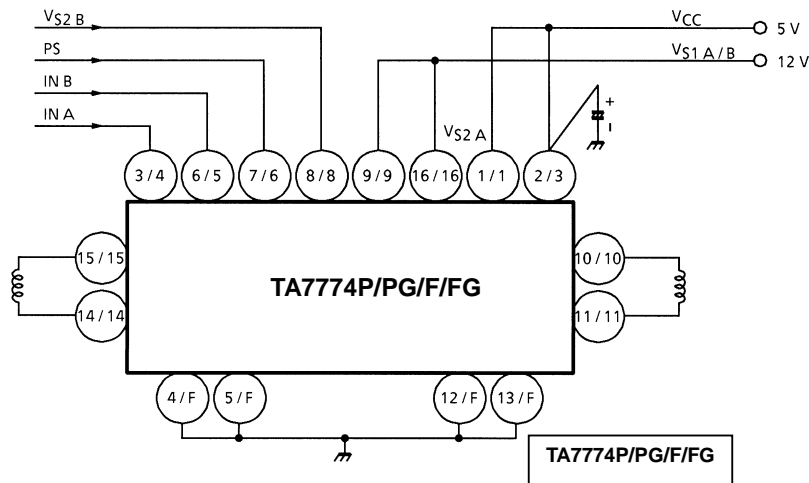 VS2 B
VCC
5 V
PS
VS1 A / B
12 V
IN B
IN A
VS2 A
+
-
3 / 4
6 / 5
7 / 6
8 / 8
9 / 9
16 / 16
1 / 1
2 / 3
15 / 15
10 / 10
TA7774P/PG/F/FG
14 / 14
11 / 11
4 / F
5 / F
12 / F
13 / F
TA7774P/PG/F/FG